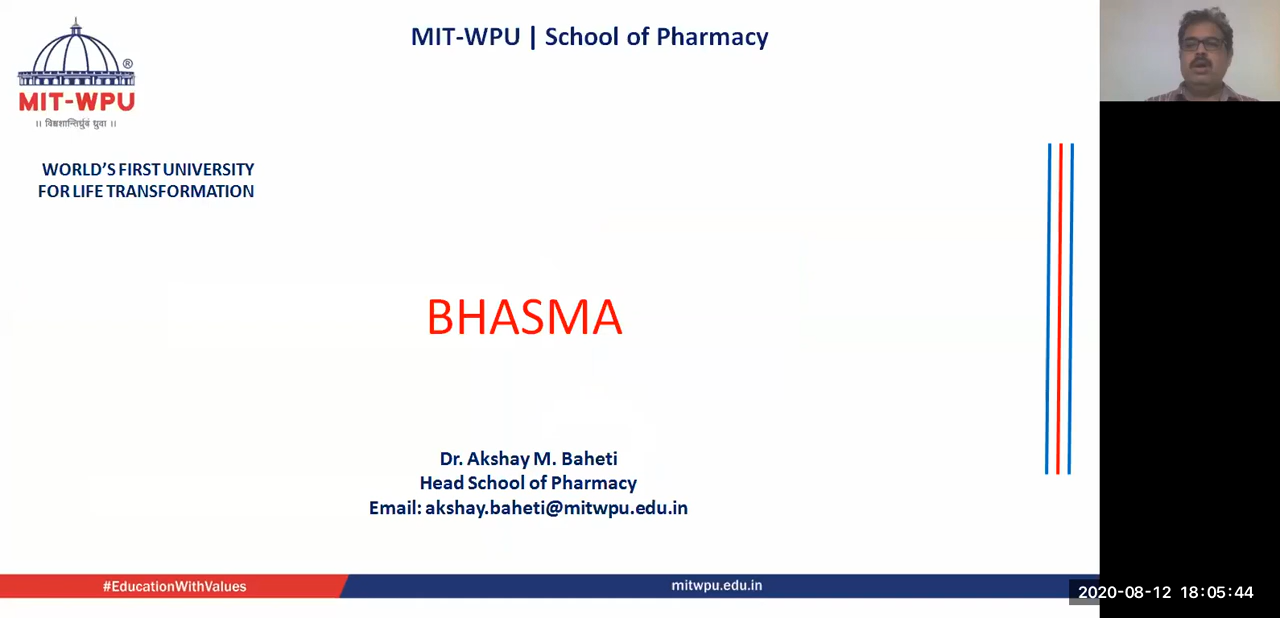 MIT-WPU | School of Pharmacy
®
MIT-WPU
॥ विश्वशान्तिर्ध्रुवं ध्रुवा ॥
WORLD'S FIRST UNIVERSITY
FOR LIFE TRANSFORMATION
BHASMA
Dr. Akshay M. Baheti
Head School of Pharmacy
Email: akshay.baheti@mitwpu.edu.in
#EducationWithValues
mitwpu.edu.in
2020-08-12 18:05:44